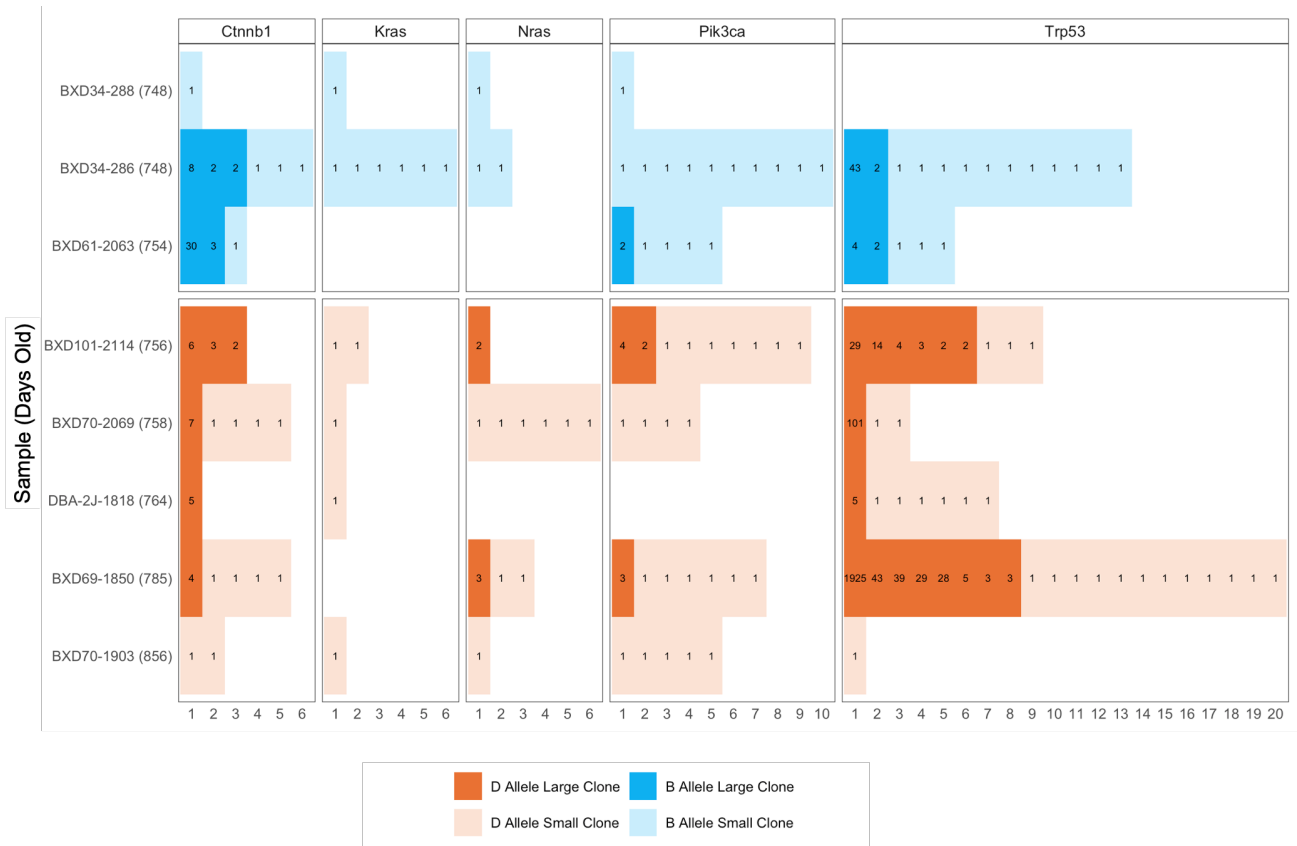 Ctnnb1 Kras Nras Pik3ca Trp53
BXD34-288 (748) 1 1 1 1
BXD34-286 (748) 8 2 2 1 1 1 1 1 1 1 1 1 1 1 1 1 1 1 1 1 1 1 1 1 43 2 1 1 1 1 1 1 1 1 1 1 1
BXD61-2063 (754) 30 3 1 2 1 1 1 1 4 2 1 1 1
BXD101-2114 (756) 6 3 2 1 1 2 4 2 1 1 1 1 1 1 1 29 14 4 3 2 2 1 1 1
BXD70-2069 (758) 7 1 1 1 1 1 1 1 1 1 1 1 1 1 1 1 101 1 1
DBA-2J-1818 (764) 5 1 5 1 1 1 1 1 1
BXD69-1850 (785) 4 1 1 1 1 3 1 1 3 1 1 1 1 1 1 1925 43 39 29 28 5 3 3 1 1 1 1 1 1 1 1 1 1 1 1
BXD70-1903 (856) 1 1 1 1 1 1 1 1 1 1
1 2 3 4 5 6 1 2 3 4 5 6 1 2 3 4 5 6 1 2 3 4 5 6 7 8 9 10 1 2 3 4 5 6 7 8 9 10 11 12 13 14 15 16 17 18 19 20
Sample (Days Old)
D Allele Large Clone B Allele Large Clone
D Allele Small Clone B Allele Small Clone